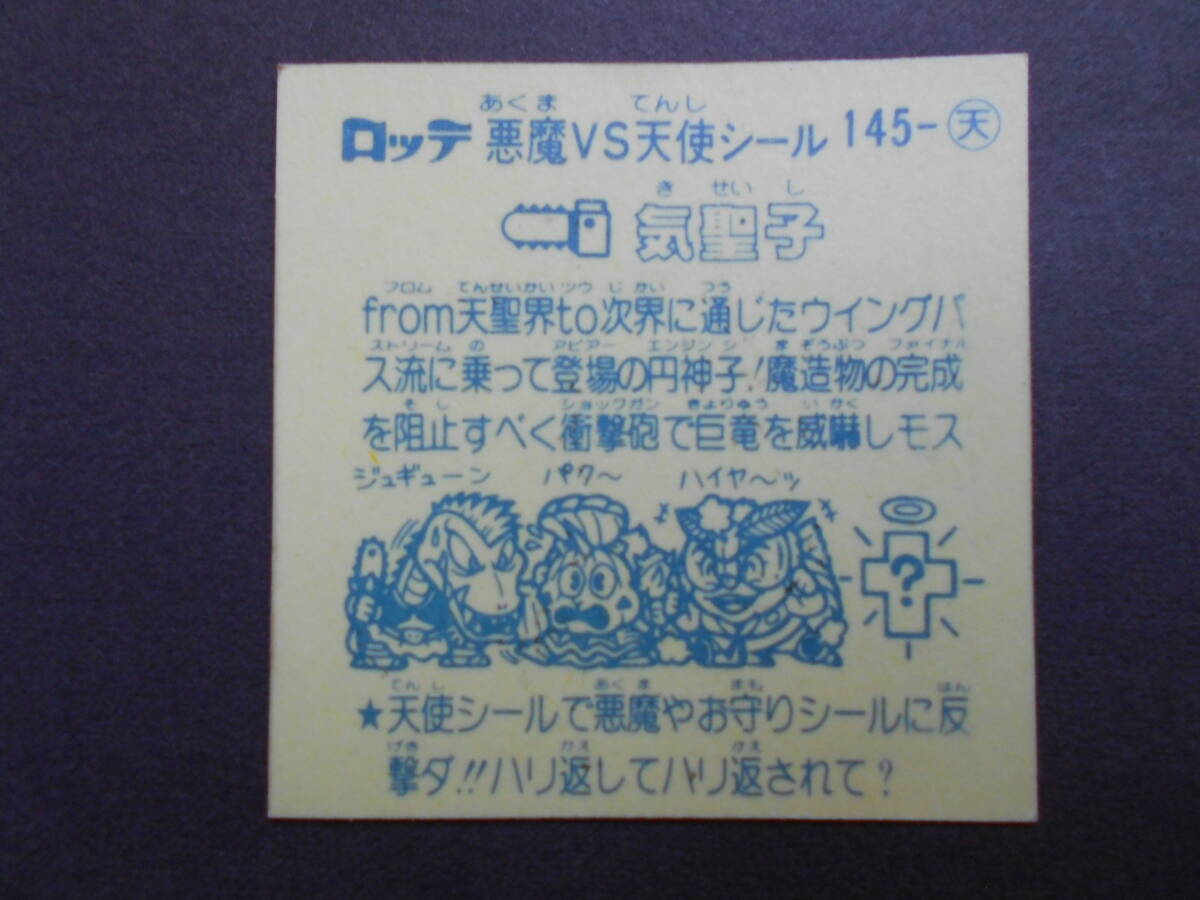 あくま てんし
ロッテ 悪魔VS天使シール 145-天
き せい し
気聖子
フロム てんせいかい ツウ じ かい つう
from天聖界to次界に通じたウイングバ
ストリーム の アピアー エンジン シ ま ぞうぶつ ファイナル
ス流に乗って登場の円神子!魔造物の完成
そ し ショックガン きょりゅう い かく
を阻止すべく衝撃砲で巨竜を威嚇しモス
ジュギューン パク〜 ハイヤ〜ッ
?
てんし あくま まも はん
★天使シールで悪魔やお守りシールに反
げき かえ かえ
撃ダ!!ハリ返してハリ返されて?